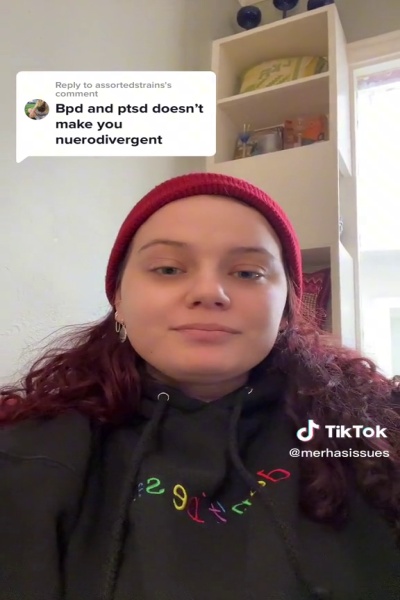 Reply to assortedstrains's
comment
Bpd and ptsd doesn't
make you
nuerodivergent
TikTok
@merhasissues